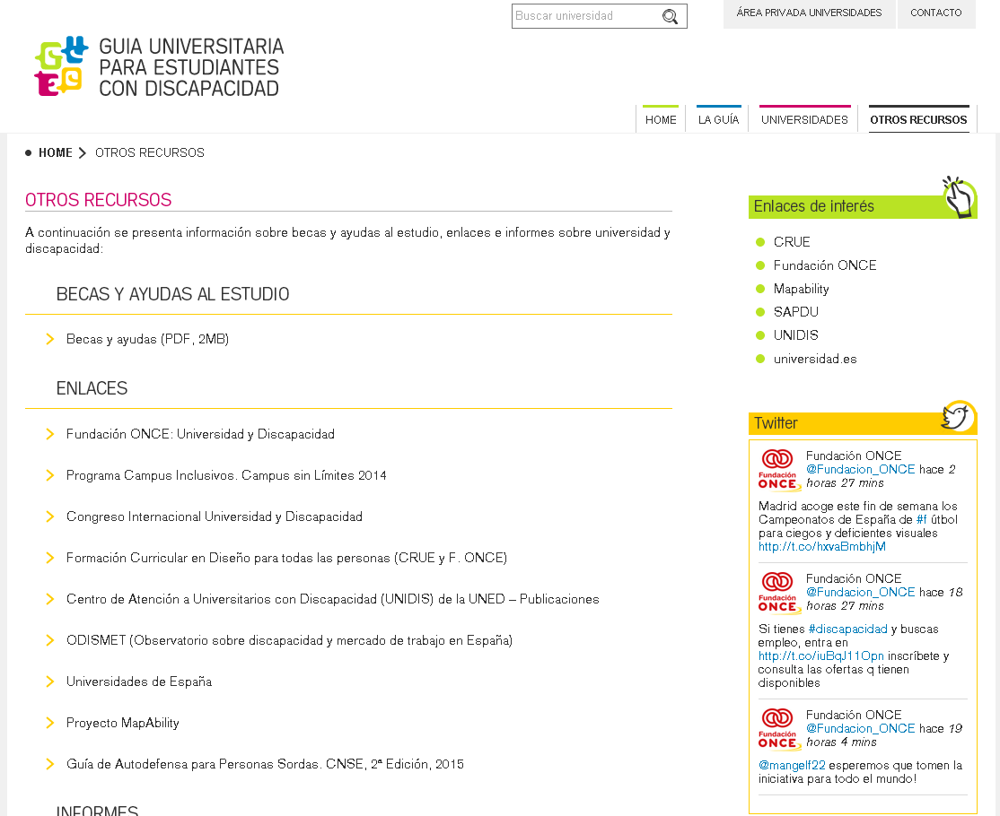 Buscar universidad
ÁREA PRIVADA UNIVERSIDADES
CONTACTO
GUIA UNIVERSITARIA
PARA ESTUDIANTES
CON DISCAPACIDAD
HOME
LA GUÍA
UNIVERSIDADES
OTROS RECURSOS
HOME OTROS RECURSOS
OTROS RECURSOS
A continuación se presenta información sobre becas y ayudas al estudio, enlaces e informes sobre universidad y
discapacidad:
BECAS Y AYUDAS AL ESTUDIO
Becas y ayudas (PDF, 2MB)
ENLACES
Fundación ONCE: Universidad y Discapacidad
Programa Campus Inclusivos. Campus sin Límites 2014
Congreso Internacional Universidad y Discapacidad
Formación Curricular en Diseño para todas las personas (CRUE y F. ONCE)
Centro de Atención a Universitarios con Discapacidad (UNIDIS) de la UNED – Publicaciones
ODISMET (Observatorio sobre discapacidad y mercado de trabajo en España)
Universidades de España
Proyecto MapAbility
Guía de Autodefensa para Personas Sordas. CNSE, 2ª Edición, 2015
INFORMES
Enlaces de interés
CRUE
Fundación ONCE
Mapability
SAPDU
UNIDIS
universidad.es
Twitter
Fundación ONCE
Fundación ONCE
@Fundacion_ONCE hace 2
horas 27 mins
Madrid acoge este fin de semana los
Campeonatos de España de #f útbol
para ciegos y deficientes visuales
http://t.co/hxvaBmbhjM
Fundación ONCE
Fundación ONCE
@Fundacion_ONCE hace 18
horas 27 mins
Si tienes #discapacidad y buscas
empleo, entra en
http://t.co/iuBqJ11Opn inscríbete y
consulta las ofertas q tienen
disponibles
Fundación ONCE
Fundación ONCE
@Fundacion_ONCE hace 19
horas 4 mins
@mangelf22 esperemos que tomen la
iniciativa para todo el mundo!